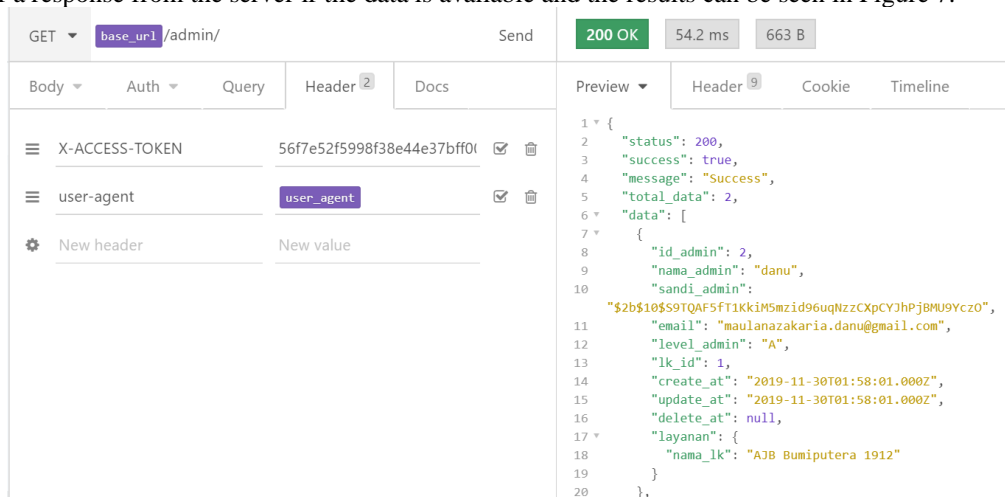 r a response from the server if the data is available and the results can be seen in Figure 7.
GET base_url /admin/ Send 200 OK 54.2 ms 663 B
Body Auth Query Header 2 Docs
Preview Header 9 Cookie Timeline
X-ACCESS-TOKEN 56f7e52f5998f38e44e37bff0(
user-agent user_agent
New header New value
1 {
2 "status": 200,
3 "success": true,
4 "message": "Success",
5 "total_data": 2,
6 "data": [
7 {
8 "id_admin": 2,
9 "nama_admin": "danu",
10 "sandi_admin":
"$2b$10$S9TQAF5fT1KkiM5mzid96uqNzzCXpCYJhPjBMU9YczO",
11 "email": "maulanazakaria.danu@gmail.com",
12 "level_admin": "A",
13 "lk_id": 1,
14 "create_at": "2019-11-30T01:58:01.000Z",
15 "update_at": "2019-11-30T01:58:01.000Z",
16 "delete_at": null,
17 "layanan": {
18 "nama_lk": "AJB Bumiputera 1912"
19 }
20 },